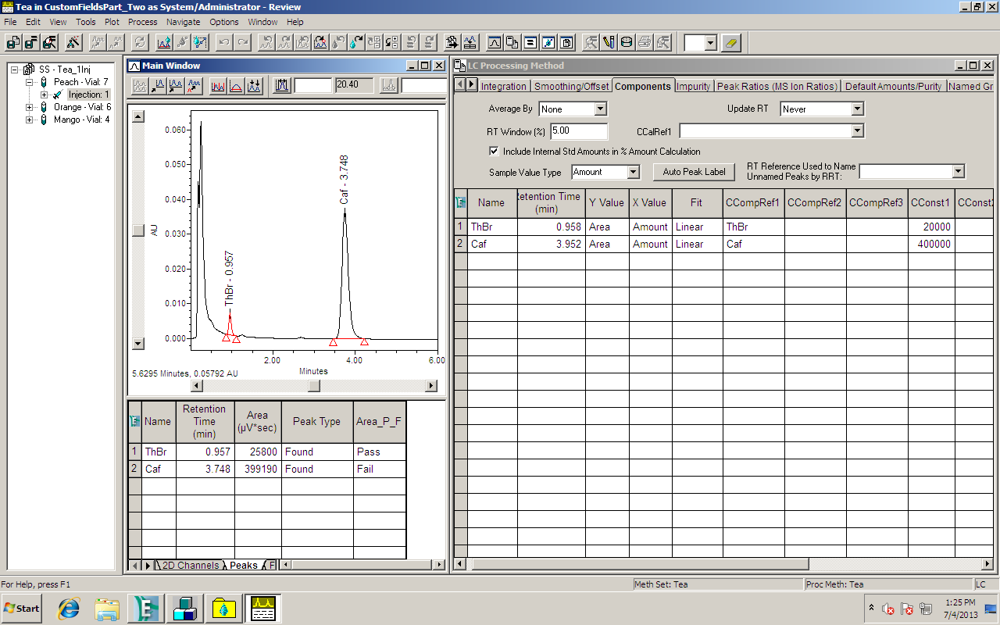 Tea in CustomFieldsPart_Two as System/Administrator - Review
File Edit View Tools Plot Process Navigate Options Window Help
SS - Tea_1Inj
Peach - Vial: 7
Injection: 1
Orange - Vial: 6
Mango - Vial: 4
Main Window
20.40
AU
0.060
0.050
0.040
0.030
0.020
0.010
0.000
ThBr - 0.957
Caf - 3.748
2.00 4.00 6.00
Minutes
5.6295 Minutes, 0.05792 AU
Name Retention Time (min) Area (µV*sec) Peak Type Area_P_F
1 ThBr 0.957 25800 Found Pass
2 Caf 3.748 399190 Found Fail
2D Channels Peaks F
LC Processing Method
Integration Smoothing/Offset Components Impurity Peak Ratios (MS Ion Ratios) Default Amounts/Purity Named Gr
Average By None Update RT Never
RT Window (%) 5.00 CCalRef1
Include Internal Std Amounts in % Amount Calculation
Sample Value Type Amount Auto Peak Label RT Reference Used to Name
Unnamed Peaks by RRT:
Name etention Time (min) Y Value X Value Fit CCompRef1 CCompRef2 CCompRef3 CConst1 CConst2
1 ThBr 0.958 Area Amount Linear ThBr 20000
2 Caf 3.952 Area Amount Linear Caf 400000
For Help, press F1 Meth Set: Tea Proc Meth: Tea LC
Start 1:25 PM
7/4/2013